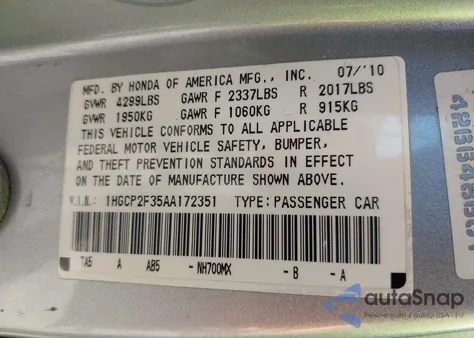 MFD. BY HONDA OF AMERICA MFG., INC. 07/'10
GVWR 4299LBS GAWR F 2337LBS R 2017LBS
GVWR 1950KG GAWR F 1060KG R 915KG
THIS VEHICLE CONFORMS TO ALL APPLICABLE
FEDERAL MOTOR VEHICLE SAFETY, BUMPER,
AND THEFT PREVENTION STANDARDS IN EFFECT
ON THE DATE OF MANUFACTURE SHOWN ABOVE.
V.I.N.: 1HGCP2F35AA172351 TYPE:PASSENGER CAR
TA5 A AB5 - NH700MX - B - A
autoSnap